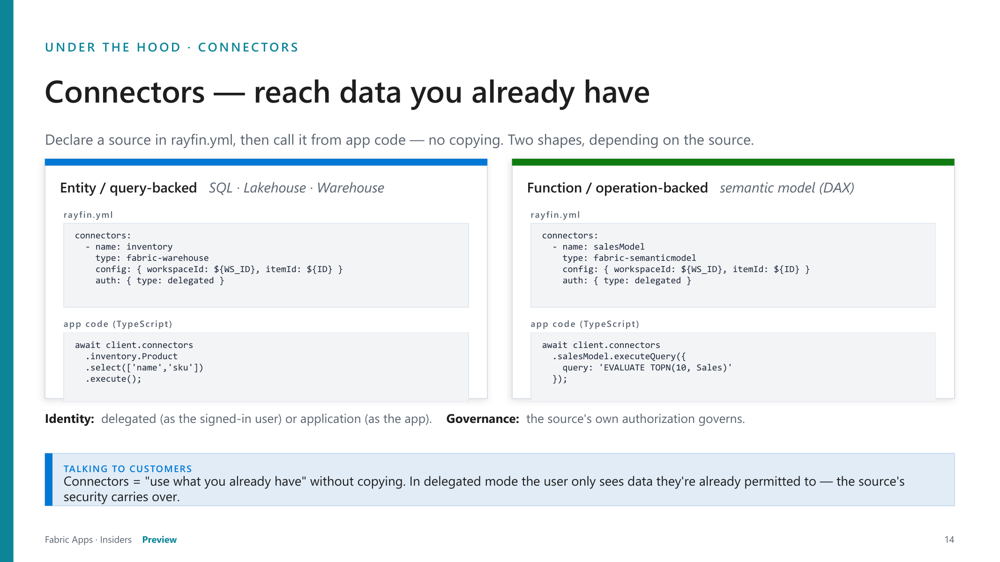 UNDER THE HOOD · CONNECTORS
Connectors — reach data you already have
Declare a source in rayfin.yml, then call it from app code — no copying. Two shapes, depending on the source.
Entity / query-backed SQL · Lakehouse · Warehouse
rayfin.yml
connectors:
  - name: inventory
    type: fabric-warehouse
    config: { workspaceId: ${WS_ID}, itemId: ${ID} }
    auth: { type: delegated }
app code (TypeScript)
await client.connectors
  .inventory.Product
  .select(['name','sku'])
  .execute();
Function / operation-backed semantic model (DAX)
rayfin.yml
connectors:
  - name: salesModel
    type: fabric-semanticmodel
    config: { workspaceId: ${WS_ID}, itemId: ${ID} }
    auth: { type: delegated }
app code (TypeScript)
await client.connectors
  .salesModel.executeQuery({
    query: 'EVALUATE TOPN(10, Sales)'
  });
Identity: delegated (as the signed-in user) or application (as the app). Governance: the source's own authorization governs.
TALKING TO CUSTOMERS
Connectors = "use what you already have" without copying. In delegated mode the user only sees data they're already permitted to — the source's
security carries over.
Fabric Apps · Insiders Preview
14